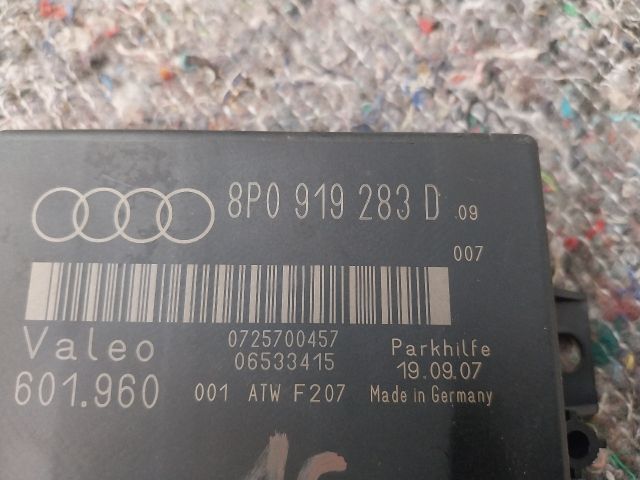 8P0 919 283 D .09
007
Valeo 0725700457 Parkhilfe
06533415 19.09.07
601.960 001 ATW F207 Made in Germany